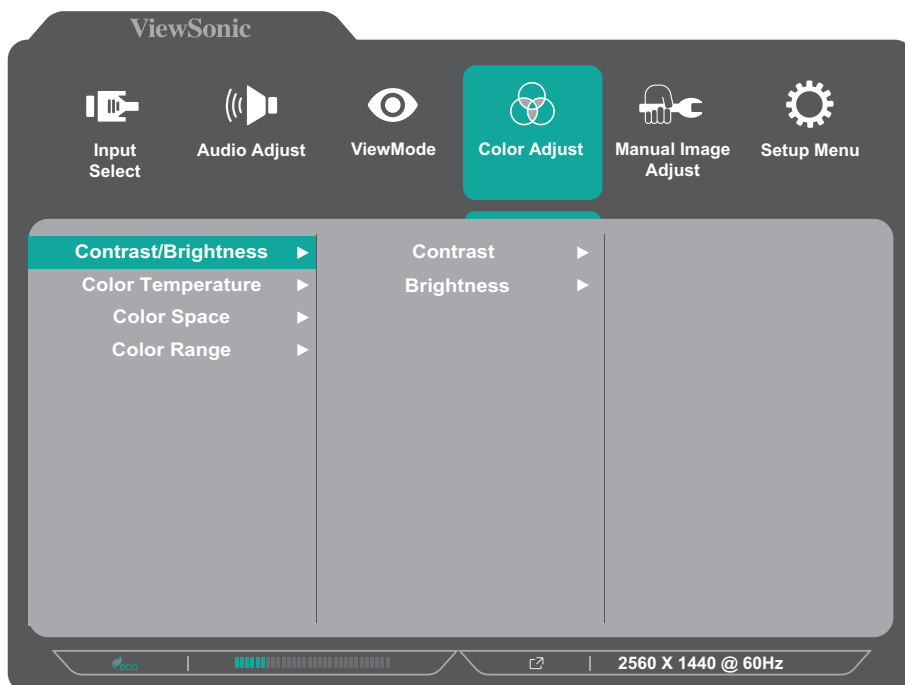 ViewSonic
Input
Select
Audio Adjust
ViewMode
Color Adjust
Manual Image
Adjust
Setup Menu
Contrast/Brightness
Contrast
Color Temperature
Brightness
Color Space
Color Range
eco
2560 X 1440 @ 60Hz